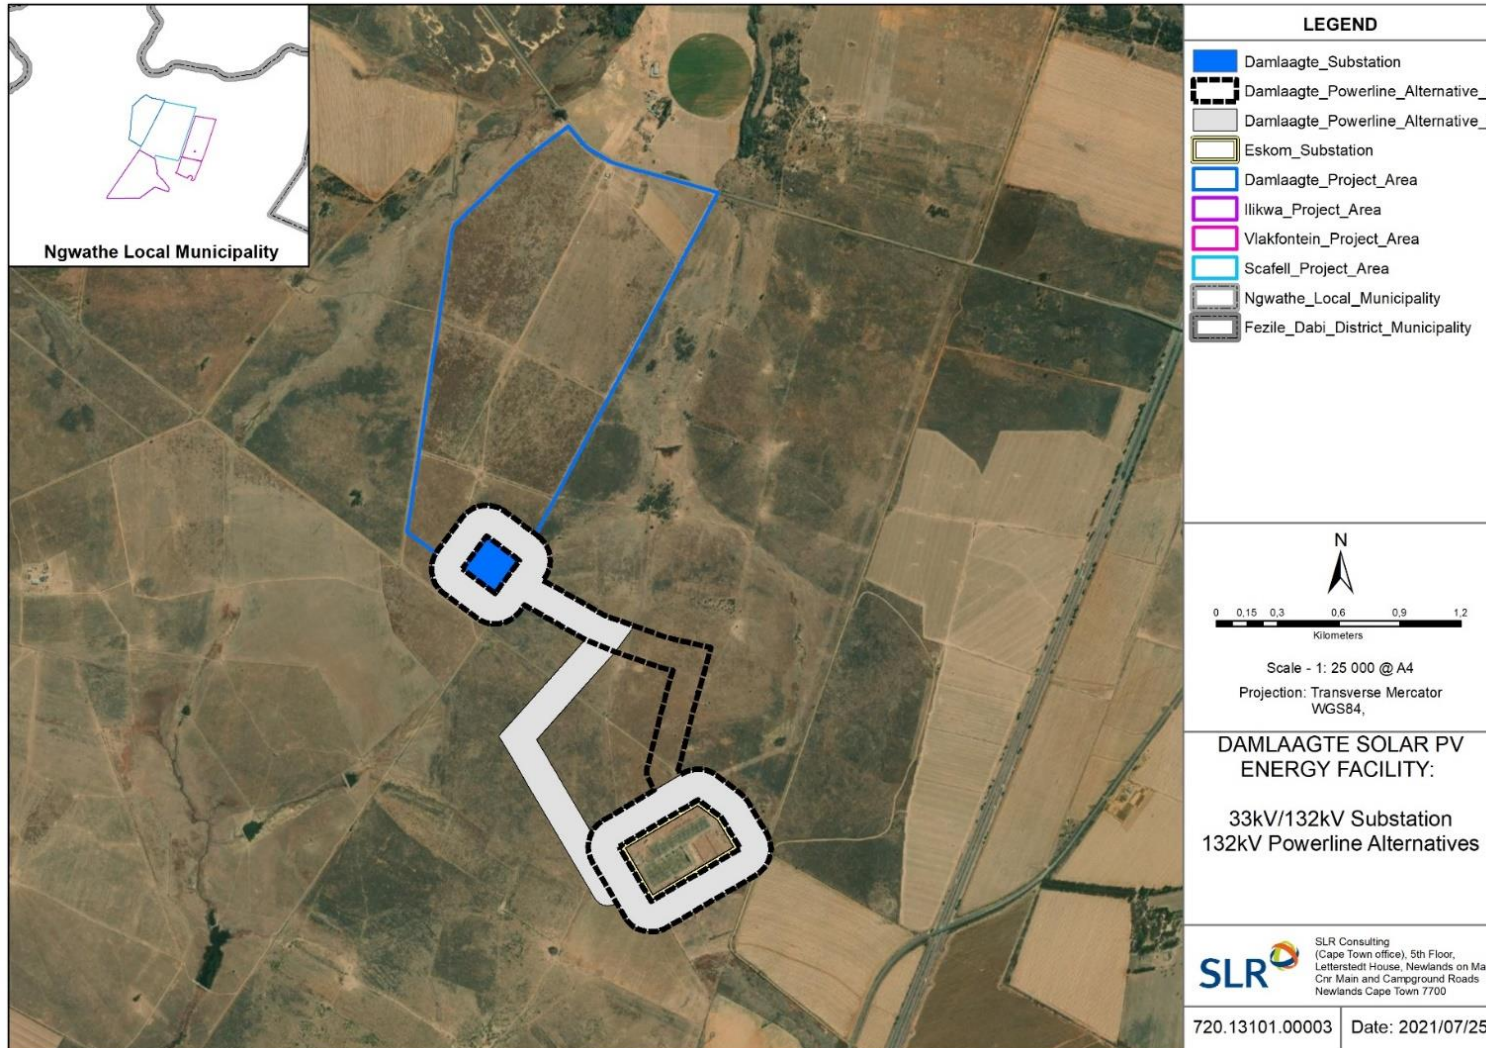 Ngwathe Local Municipality
LEGEND
Damlaagte_Substation
Damlaagte_Powerline_Alternative_
Damlaagte_Powerline_Alternative_
Eskom_Substation
Damlaagte_Project_Area
Ilikwa_Project_Area
Vlakfontein_Project_Area
Scafell_Project_Area
Ngwathe_Local_Municipality
Fezile_Dabi_District_Municipality
N
0 0,15 0,3 0,6 0,9 1,2
Kilometers
Scale - 1: 25 000 @ A4
Projection: Transverse Mercator
WGS84,
DAMLAAGTE SOLAR PV
ENERGY FACILITY:
33kV/132kV Substation
132kV Powerline Alternatives
SLR
SLR Consulting
(Cape Town office), 5th Floor,
Letterstedt House, Newlands on Ma
Cnr Main and Campground Roads
Newlands Cape Town 7700
720.13101.00003
Date: 2021/07/25